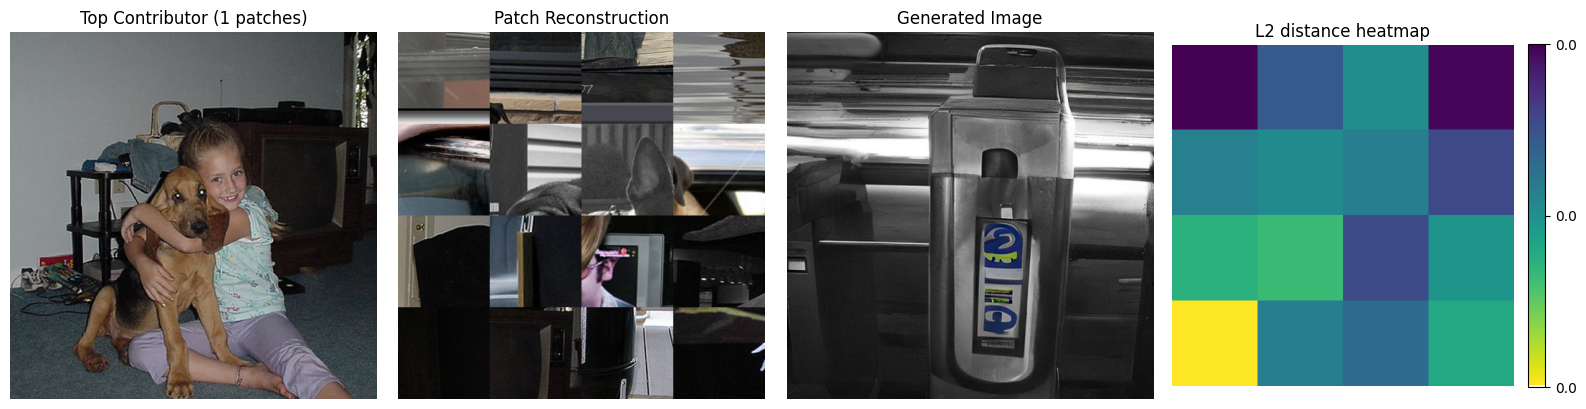 Top Contributor (1 patches)
Patch Reconstruction
Generated Image
L2 distance heatmap
0.0
0.0
0.0